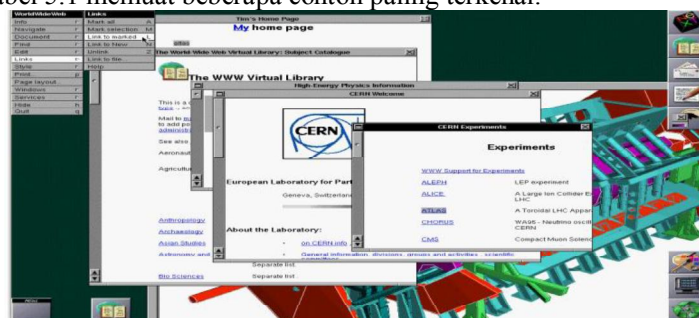 abel 5.1 memuat beberapa contoh paling terkenal.
WorldWideWeb
Info
Navigate
Document
Find
Edit
Links
Style
Print... p
Page layout...
Windows
Services
Hide h
Quit q
Links
Mark all A
Mark selection M
Link to marked L
Link to New N
Unlink Z
Link to file...
Help
Tim's Home Page
My home page
The World-Wide Web Virtual Library: Subject Catalogue
The WWW Virtual Library
This is a
Mail to
to add po
See also
Aeronaut
Agricultu
Anthropology
Archaeology
Asian Studies
Astronomy and
Separate list.
Bio Sciences
Separate list.
High-Energy Physics Information
CERN Welcome
CERN
European Laboratory for Part
Geneva, Switzerland
About the Laboratory:
on CERN info
General information, divisions, groups and activities, scientific
committees
CERN Experiments
Experiments
WWW Support for Experiments
ALEPH LEP experiment
ALICE A Large Ion Collider E
LHC
ATLAS A Toroidal LHC Appar
CHORUS WA95 - Neutrino oscill
CERN
CMS Compact Muon Soleno